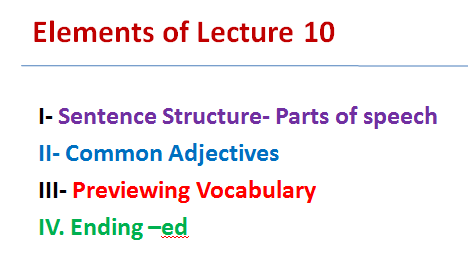 Elements of Lecture 10
I- Sentence Structure- Parts of speech
II- Common Adjectives
III- Previewing Vocabulary
IV. Ending –ed